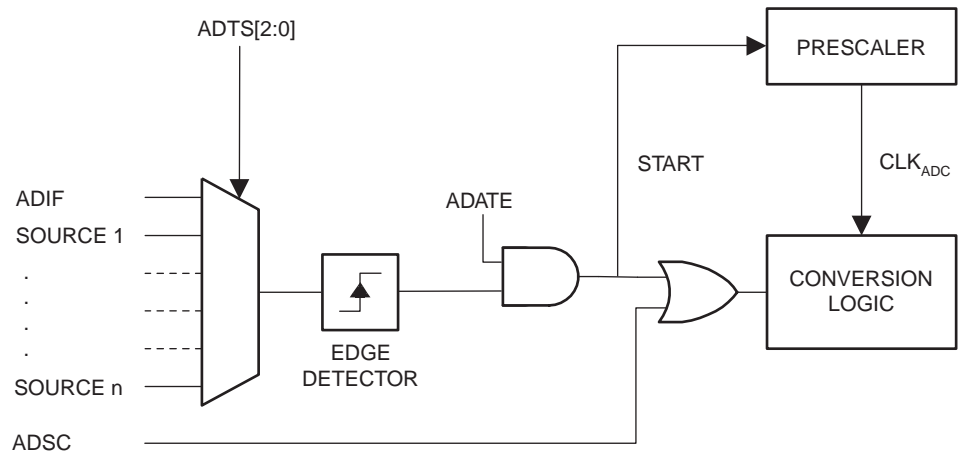 ADTS[2:0]
PRESCALER
START
CLKADC
ADIF
ADATE
SOURCE 1
.
.
.
.
CONVERSION
LOGIC
EDGE
DETECTOR
SOURCE n
ADSC